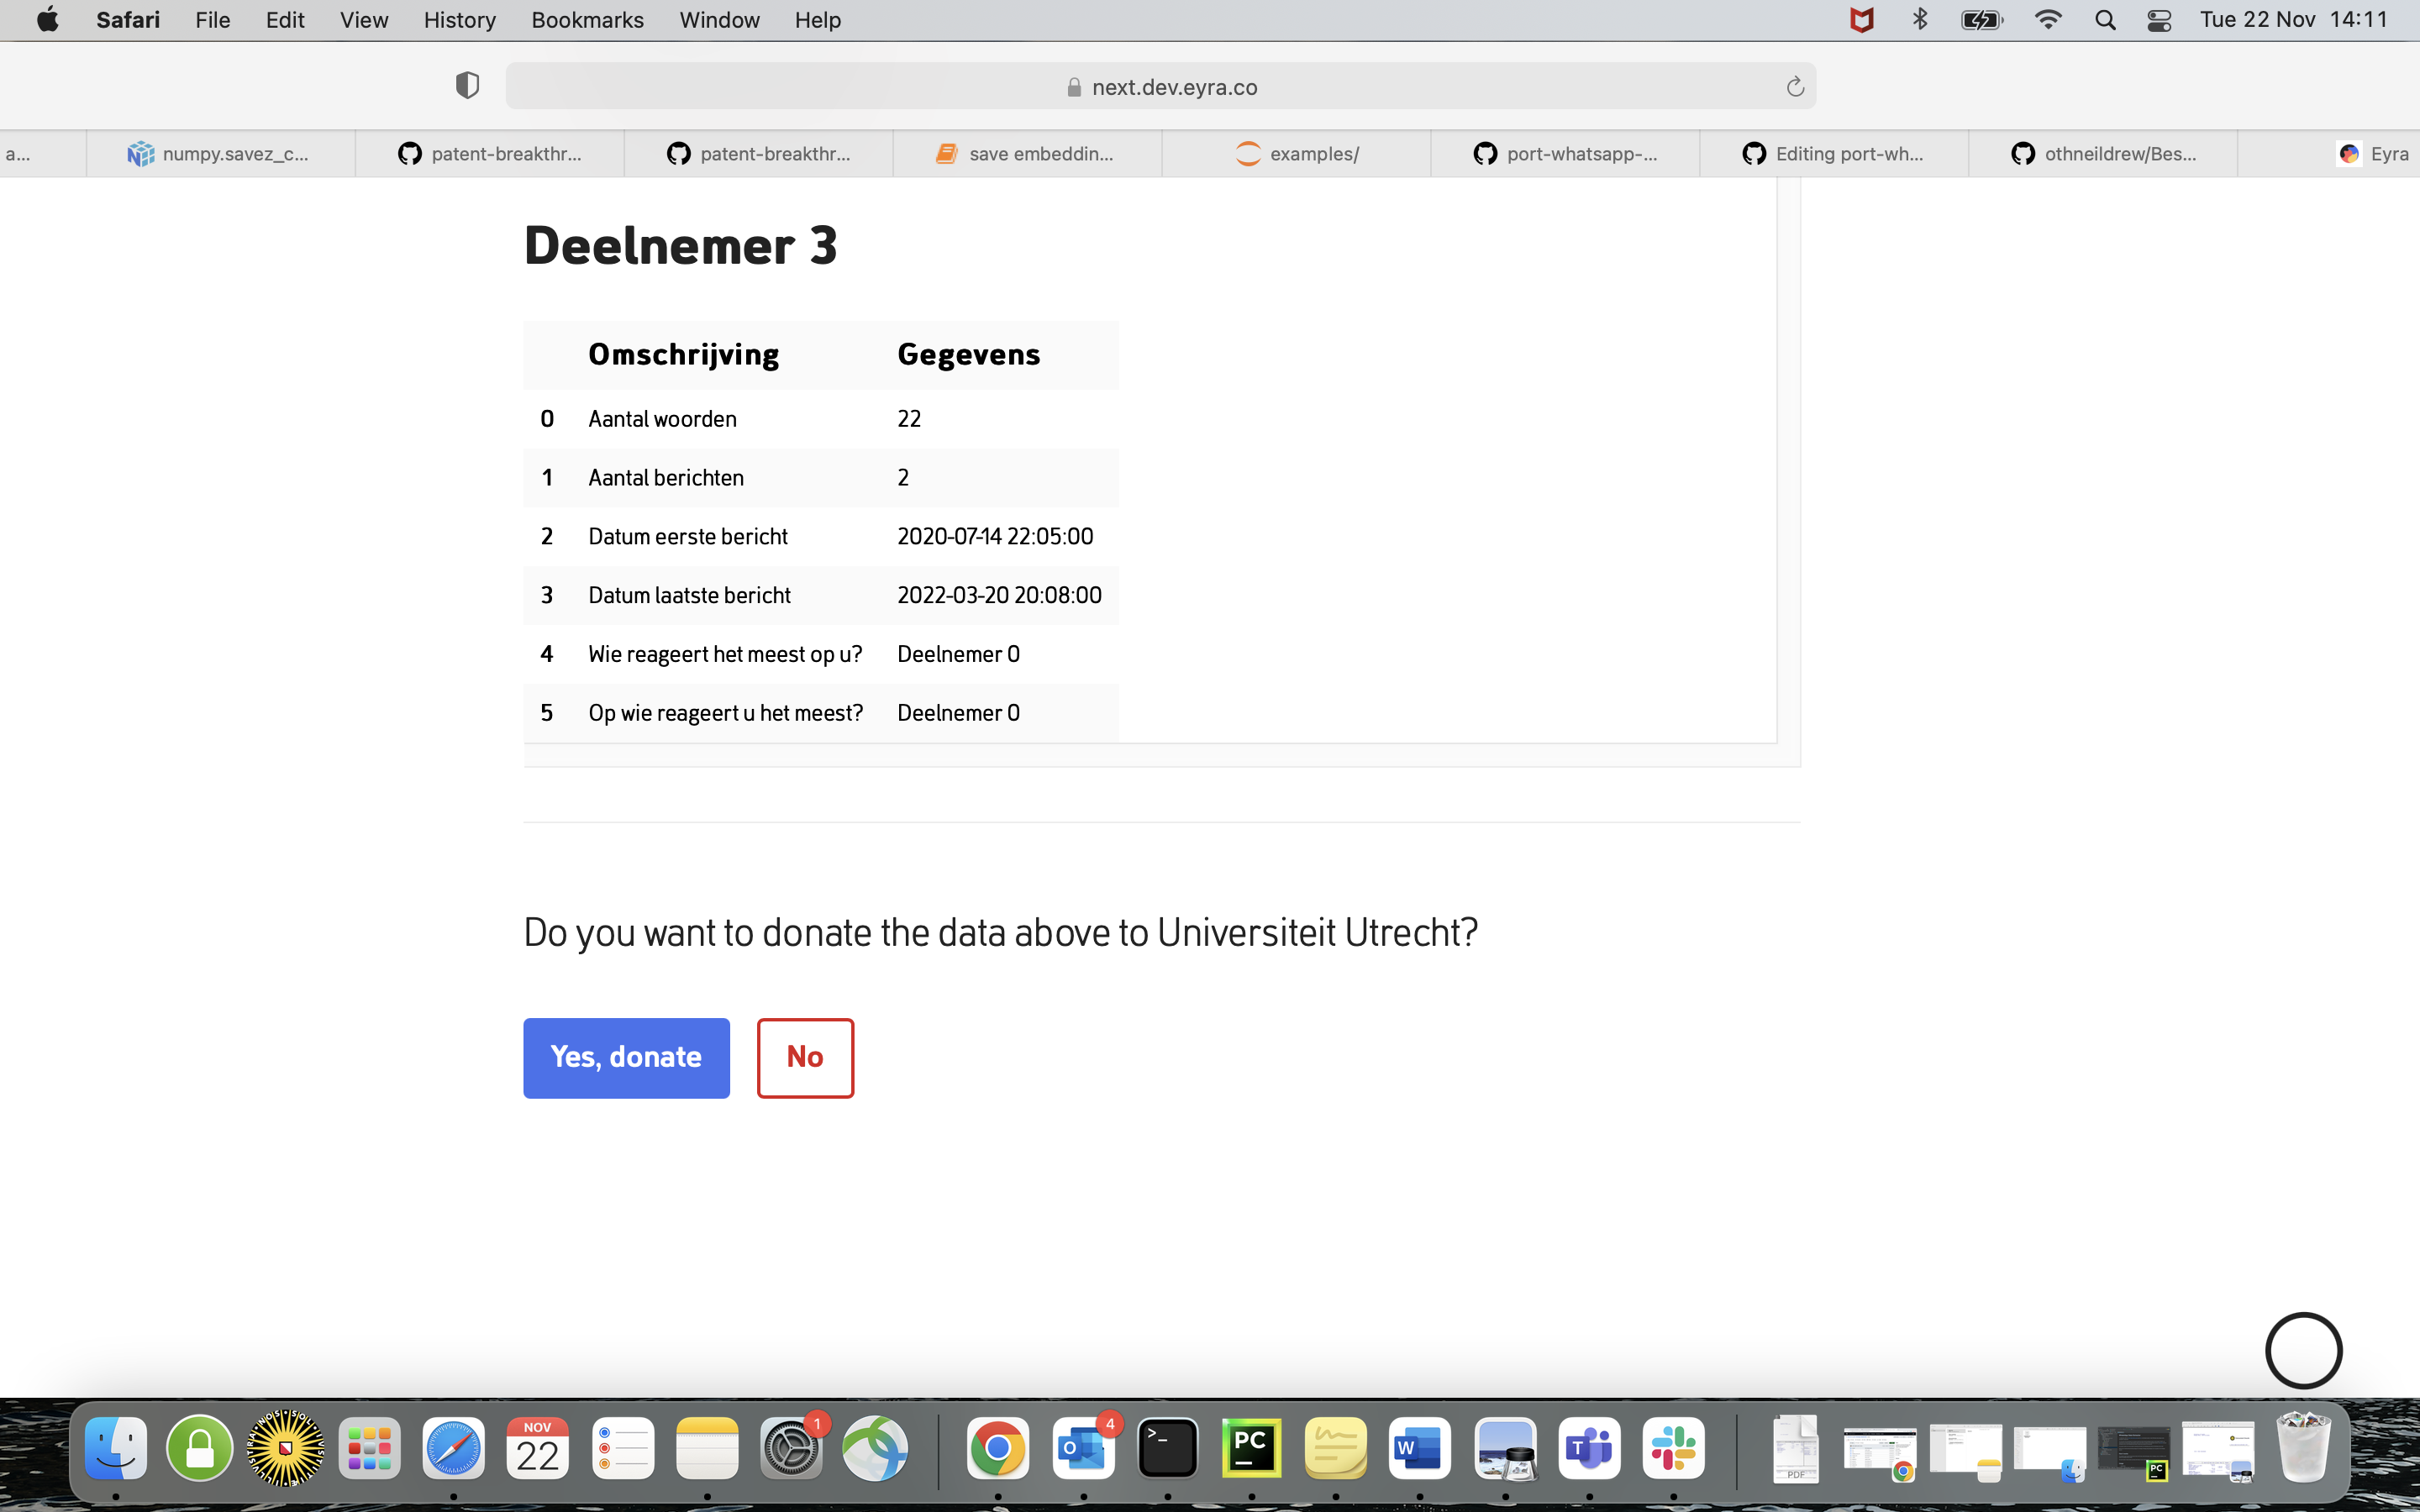 Safari File Edit View History Bookmarks Window Help Tue 22 Nov 14:11
next.dev.eyra.co
a... numpy.savez_c... patent-breakthr... patent-breakthr... save embeddin... examples/ port-whatsapp-... Editing port-wh... othneildrew/Bes... Eyra
Deelnemer 3
Omschrijving Gegevens
0 Aantal woorden 22
1 Aantal berichten 2
2 Datum eerste bericht 2020-07-14 22:05:00
3 Datum laatste bericht 2022-03-20 20:08:00
4 Wie reageert het meest op u? Deelnemer 0
5 Op wie reageert u het meest? Deelnemer 0
Do you want to donate the data above to Universiteit Utrecht?
Yes, donate No
NOV 1 4
22 >_ O PC W T PDF PC